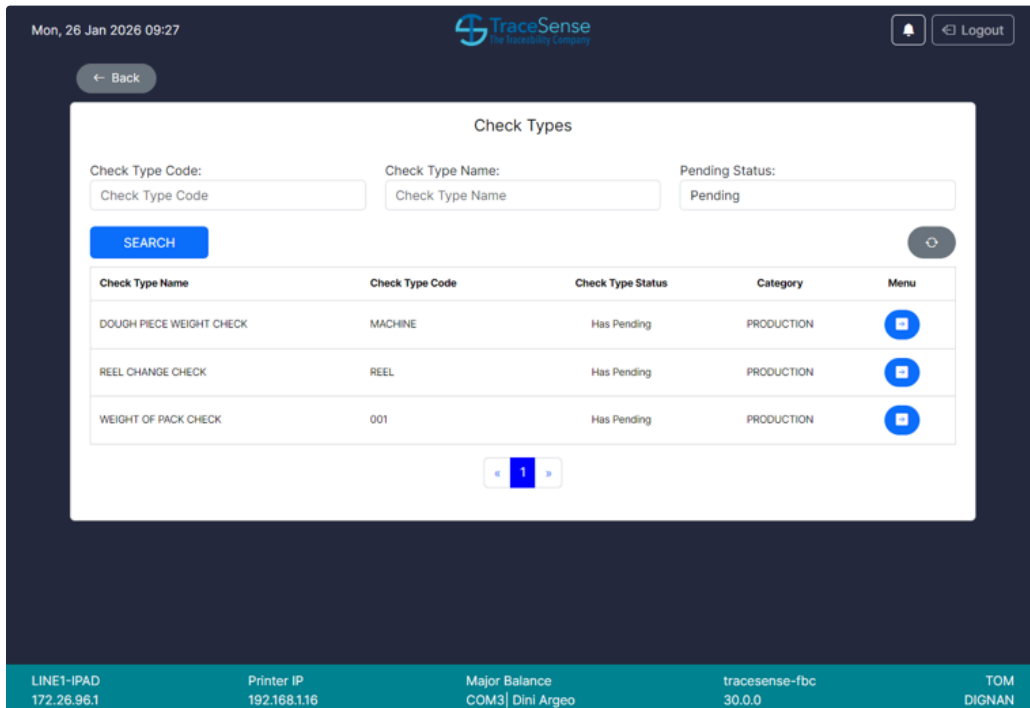 Mon, 26 Jan 2026 09:27
TraceSense
The Traceability Company
Logout
← Back
Check Types
Check Type Code:
Check Type Name:
Pending Status:
Check Type Code
Check Type Name
Pending
SEARCH
Check Type Name Check Type Code Check Type Status Category Menu
DOUGH PIECE WEIGHT CHECK MACHINE Has Pending PRODUCTION
REEL CHANGE CHECK REEL Has Pending PRODUCTION
WEIGHT OF PACK CHECK 001 Has Pending PRODUCTION
« 1 »
LINE1-IPAD Printer IP Major Balance tracesense-fbc TOM
172.26.96.1 192.168.1.16 COM3| Dini Argeo 30.0.0 DIGNAN